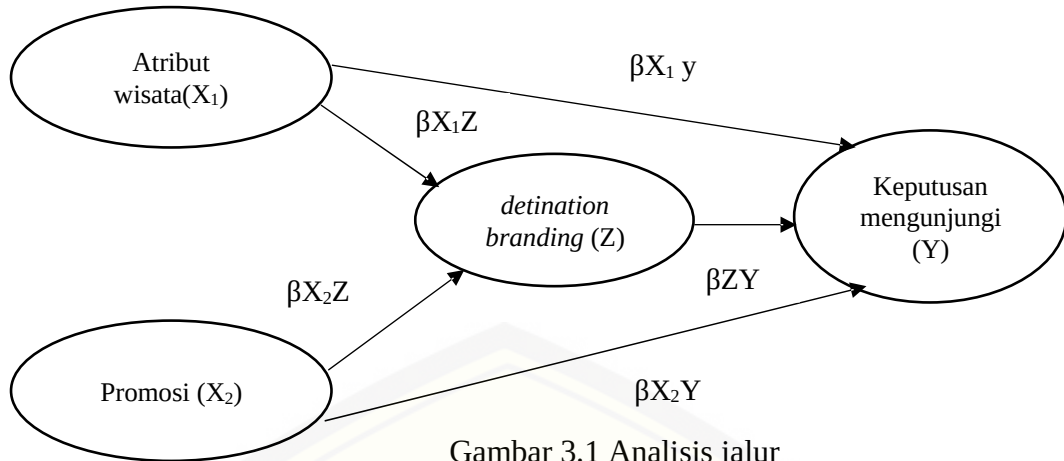 Atribut
wisata(X₁)
βX₁ y
βX₁Z
detination
branding (Z)
Keputusan
mengunjungi
(Y)
βX₂Z
βZY
Promosi (X₂)
βX₂Y
Gambar 3.1 Analisis jalur